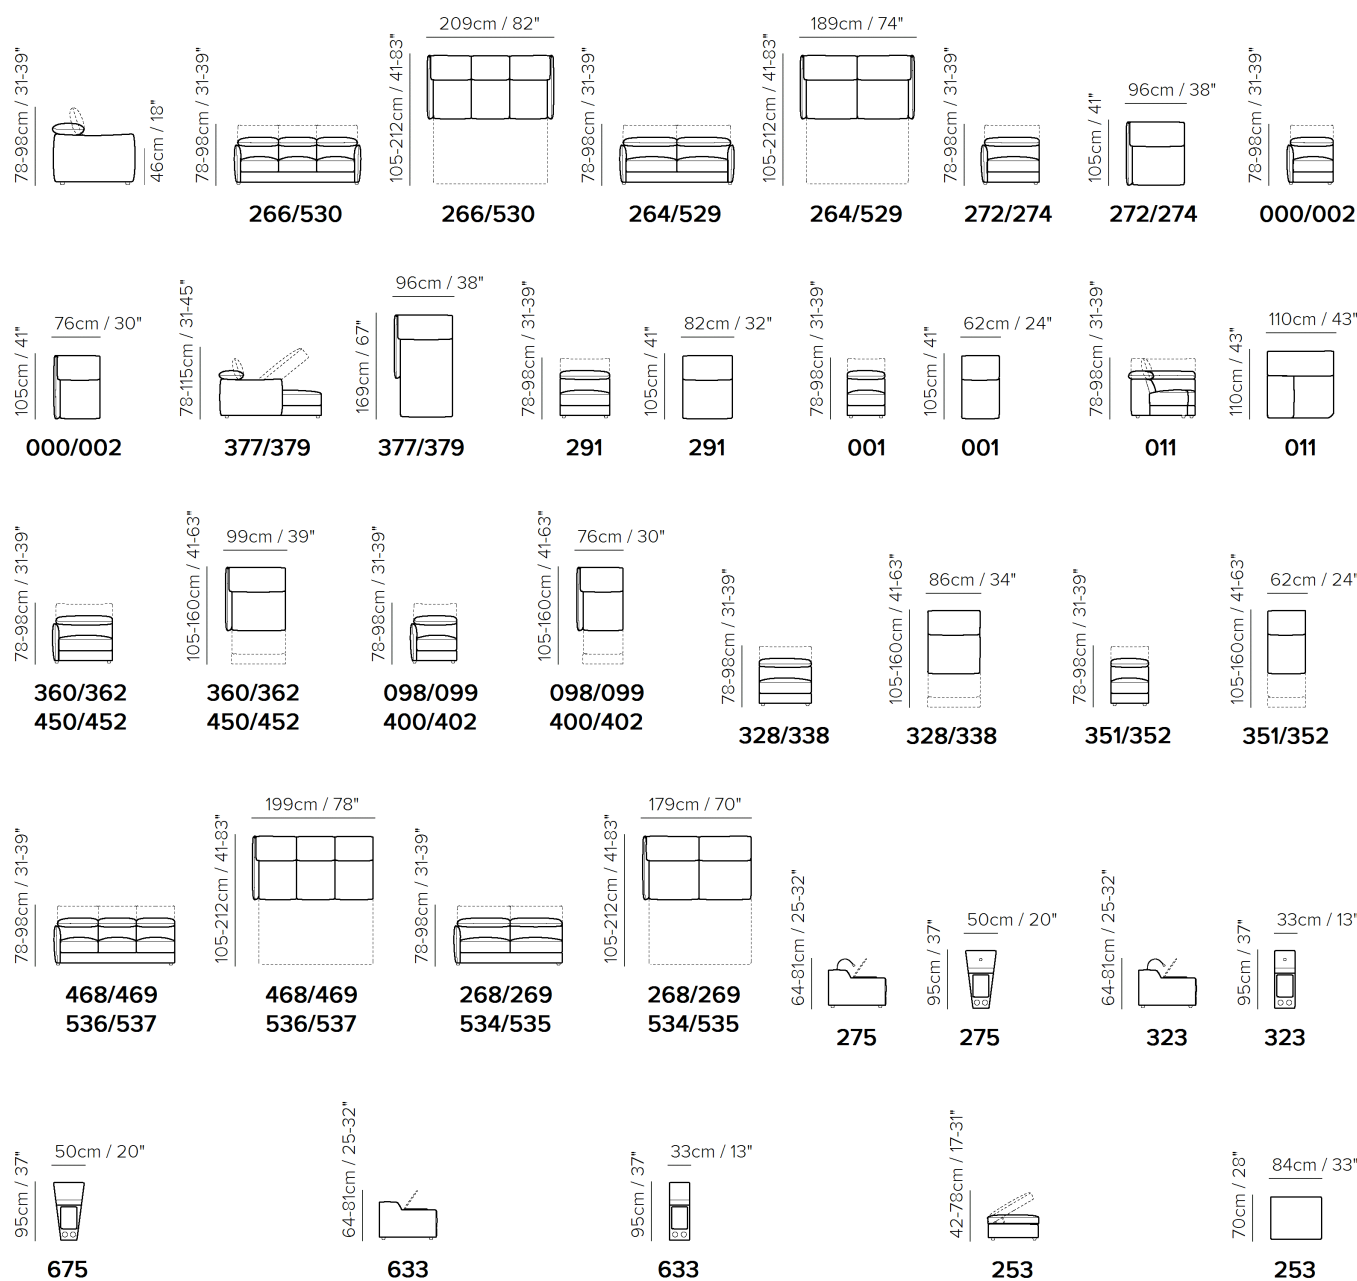 78-98cm / 31-39"
46cm / 18"
78-98cm / 31-39"
266/530
209cm / 82"
105-212cm / 41-83"
266/530
78-98cm / 31-39"
264/529
189cm / 74"
105-212cm / 41-83"
264/529
78-98cm / 31-39"
272/274
96cm / 38"
105cm / 41"
272/274
78-98cm / 31-39"
000/002
76cm / 30"
105cm / 41"
000/002
78-115cm / 31-45"
377/379
96cm / 38"
169cm / 67"
377/379
78-98cm / 31-39"
291
82cm / 32"
105cm / 41"
291
78-98cm / 31-39"
001
62cm / 24"
105cm / 41"
001
78-98cm / 31-39"
011
110cm / 43"
110cm / 43"
011
78-98cm / 31-39"
360/362
450/452
99cm / 39"
105-160cm / 41-63"
360/362
450/452
78-98cm / 31-39"
098/099
400/402
76cm / 30"
105-160cm / 41-63"
098/099
400/402
78-98cm / 31-39"
328/338
86cm / 34"
105-160cm / 41-63"
328/338
78-98cm / 31-39"
351/352
62cm / 24"
105-160cm / 41-63"
351/352
78-98cm / 31-39"
468/469
536/537
199cm / 78"
105-212cm / 41-83"
468/469
536/537
78-98cm / 31-39"
268/269
534/535
179cm / 70"
105-212cm / 41-83"
268/269
534/535
64-81cm / 25-32"
275
50cm / 20"
95cm / 37"
275
64-81cm / 25-32"
323
33cm / 13"
95cm / 37"
323
50cm / 20"
95cm / 37"
675
64-81cm / 25-32"
633
33cm / 13"
95cm / 37"
633
42-78cm / 17-31"
253
84cm / 33"
70cm / 28"
253